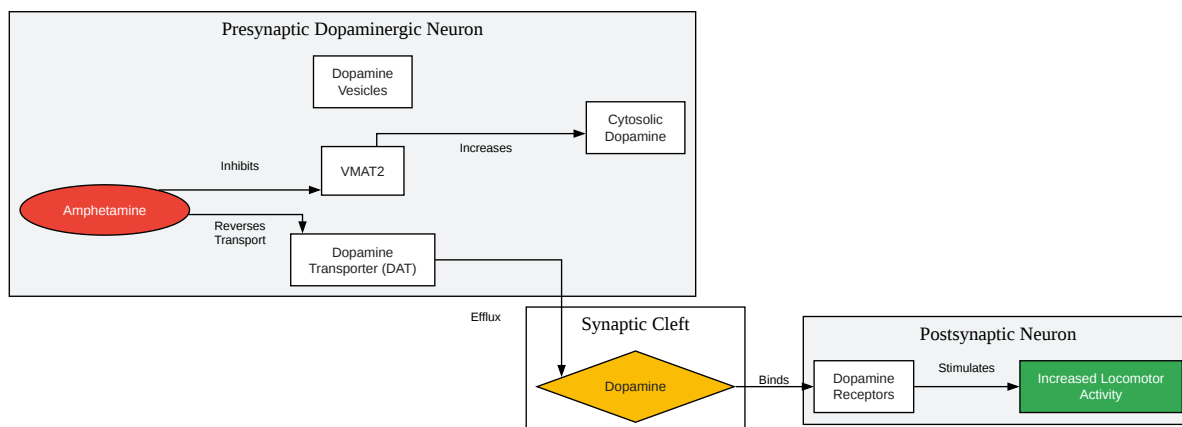 Presynaptic Dopaminergic Neuron
Dopamine
Vesicles
Cytosolic
Dopamine
Increases
Inhibits
VMAT2
Amphetamine
Reverses
Transport
Dopamine
Transporter (DAT)
Efflux
Synaptic Cleft
Dopamine
Binds
Postsynaptic Neuron
Dopamine
Receptors
Stimulates
Increased Locomotor
Activity